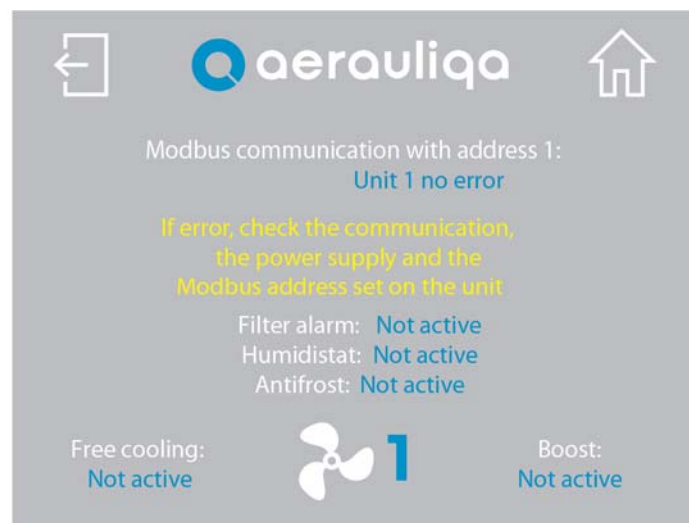 aerauliqa
Modbus communication with address 1:
Unit 1 no error
If error, check the communication,
the power supply and the
Modbus address set on the unit
Filter alarm: Not active
Humidistat: Not active
Antifrost: Not active
Free cooling:
Not active
1
Boost:
Not active